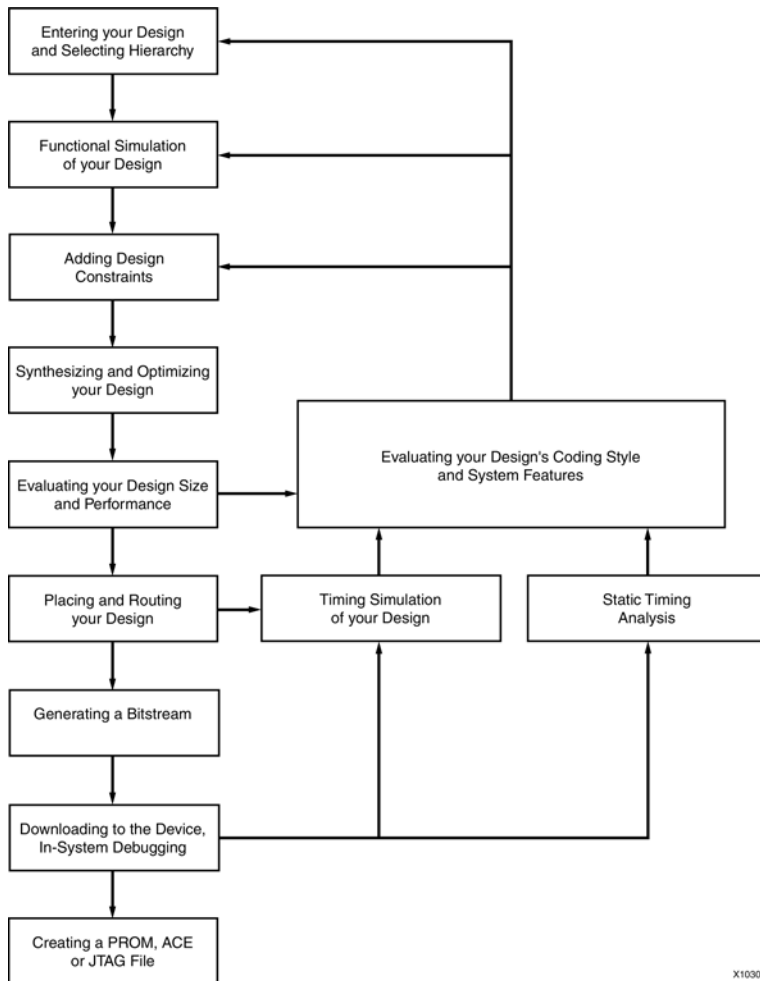 Entering your Design
and Selecting Hierarchy
Functional Simulation
of your Design
Adding Design
Constraints
Synthesizing and Optimizing
your Design
Evaluating your Design's Coding Style
and System Features
Evaluating your Design Size
and Performance
Placing and Routing
your Design
Timing Simulation
of your Design
Static Timing
Analysis
Generating a Bitstream
Downloading to the Device,
In-System Debugging
Creating a PROM, ACE
or JTAG File
X1030